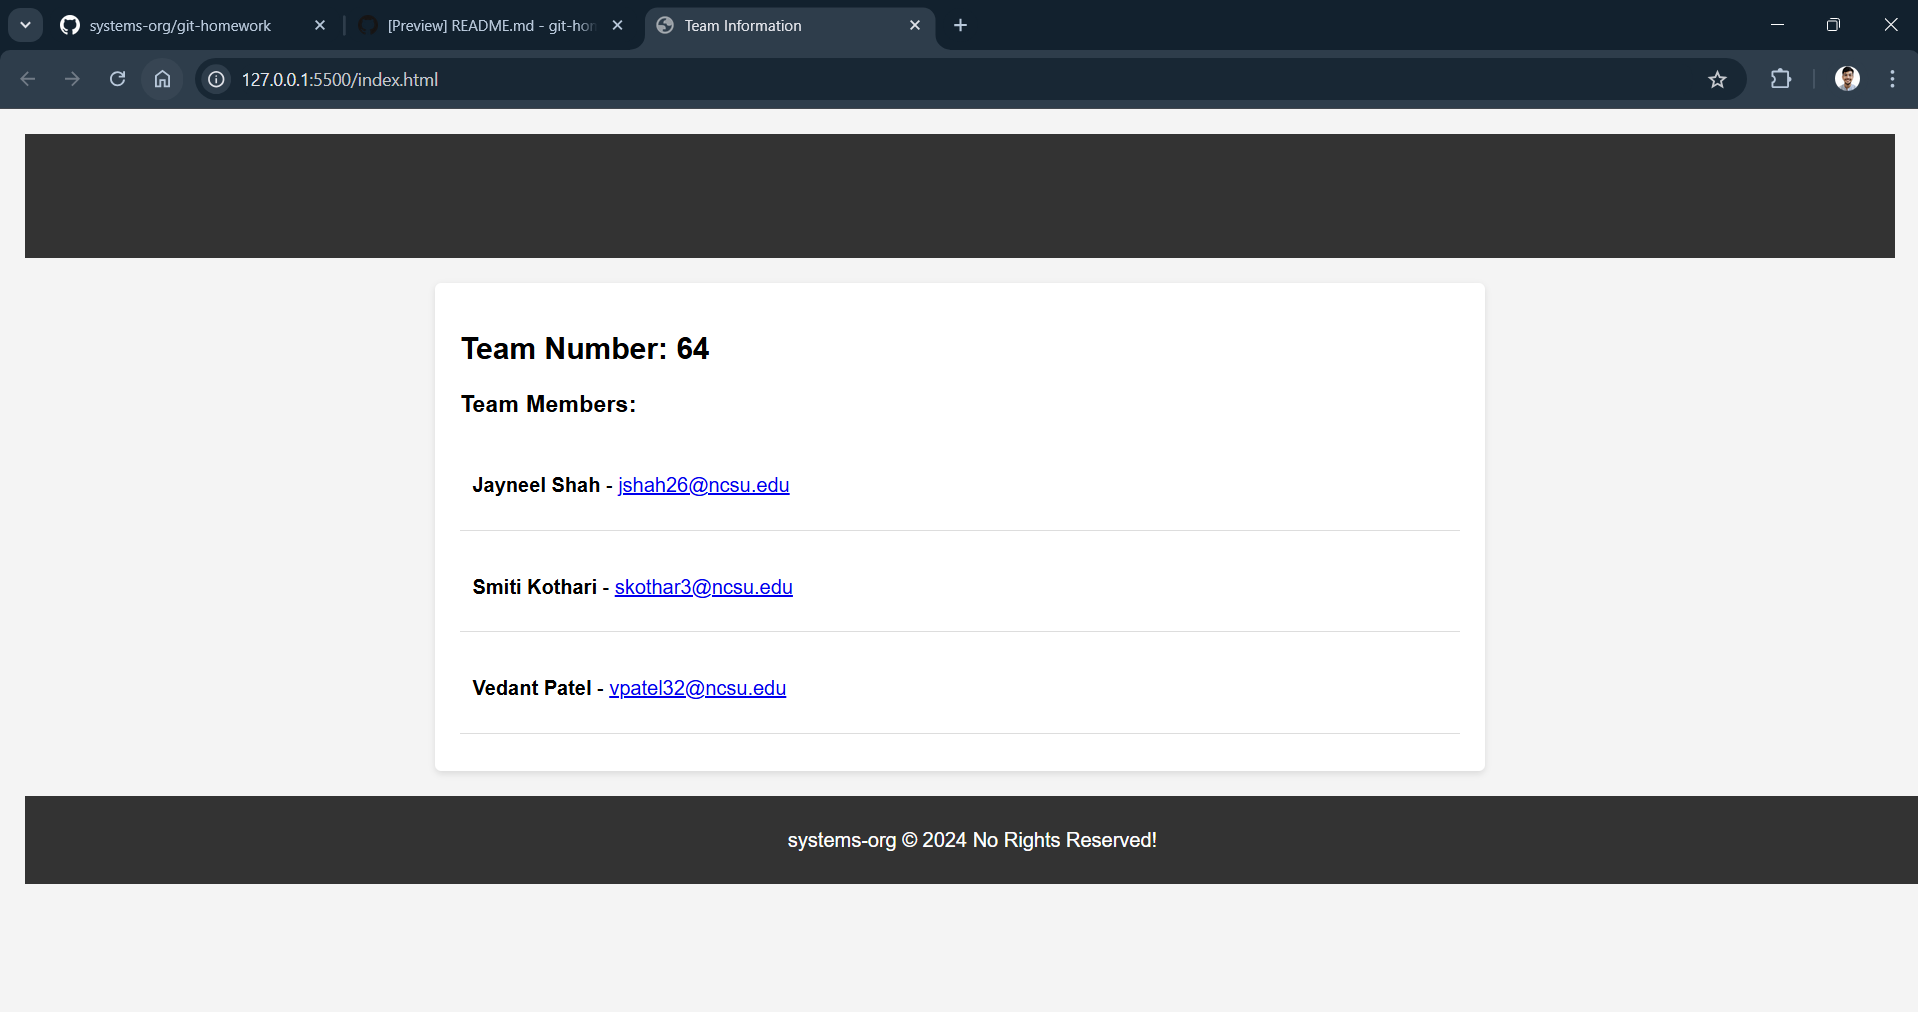 systems-org/git-homework
[Preview] README.md - git-hom
Team Information
127.0.0.1:5500/index.html
Team Number: 64
Team Members:
Jayneel Shah - jshah26@ncsu.edu
Smiti Kothari - skothar3@ncsu.edu
Vedant Patel - vpatel32@ncsu.edu
systems-org © 2024 No Rights Reserved!